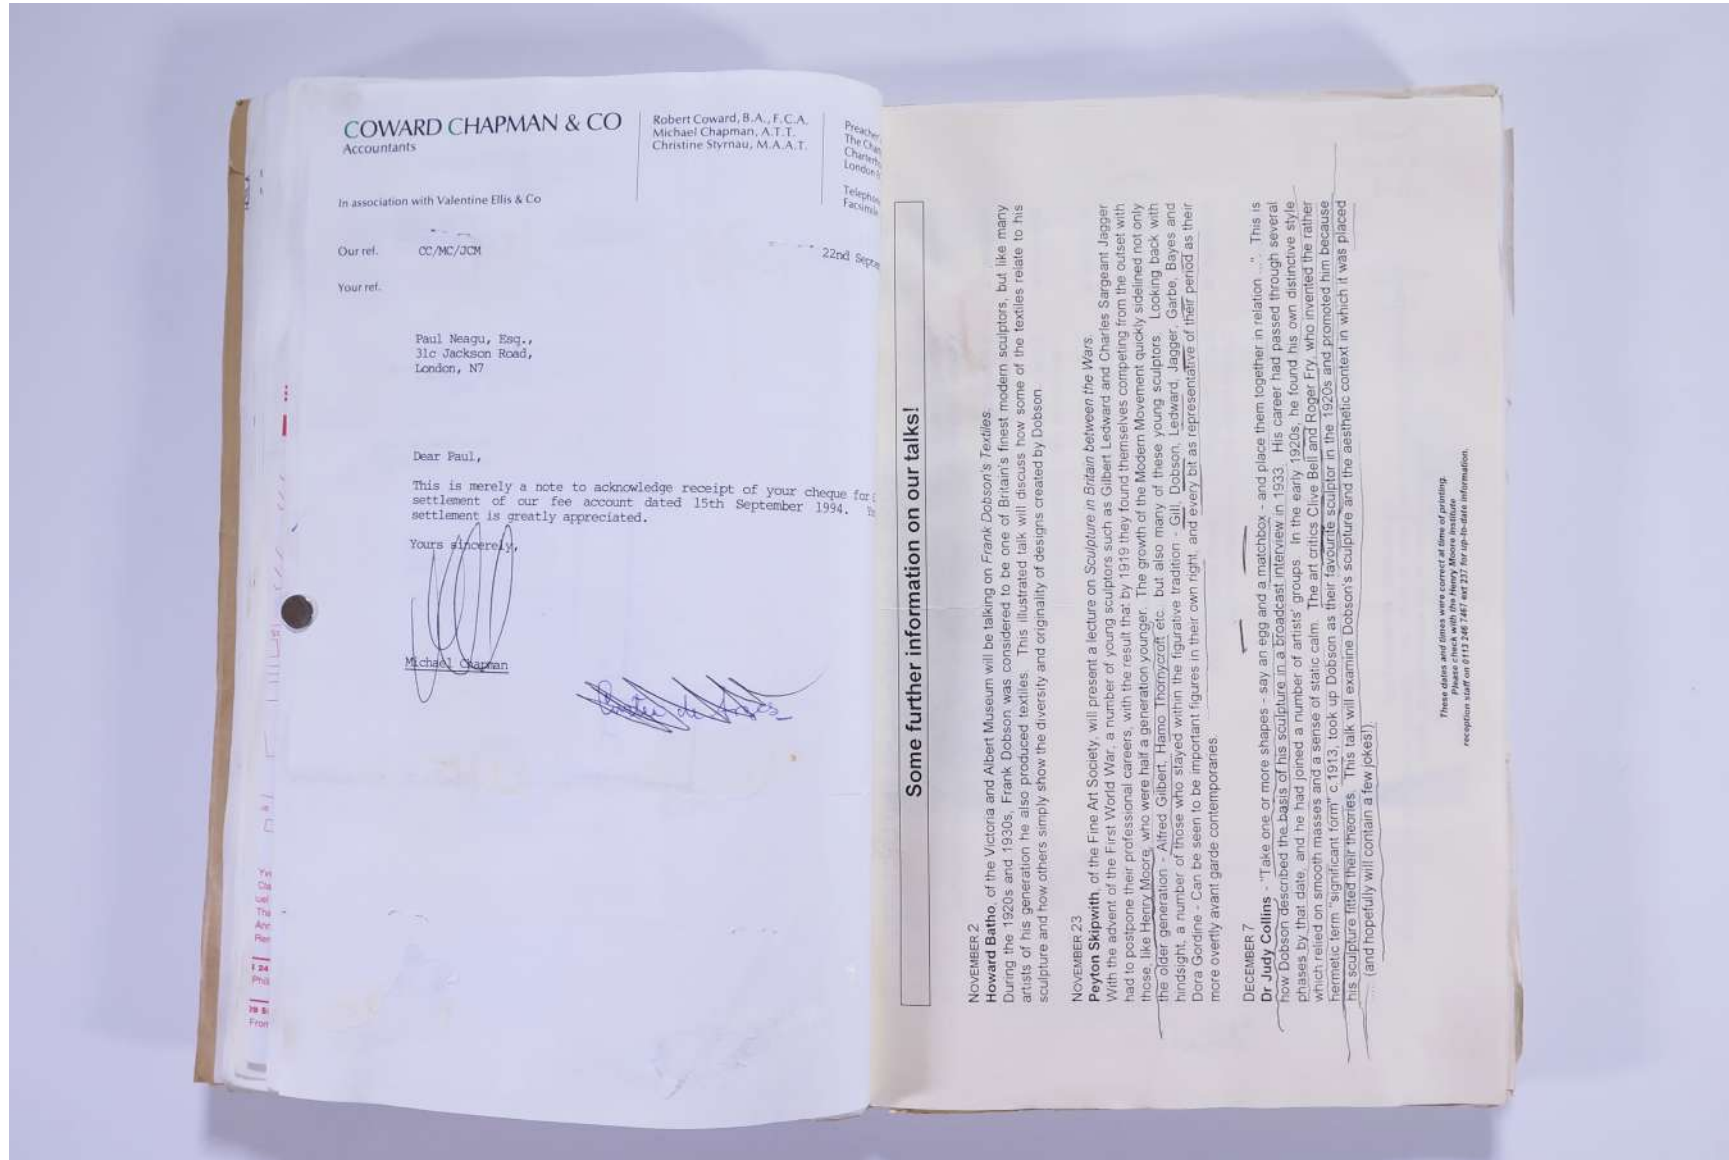 COWARD CHAPMAN & CO
Accountants
Robert Coward, B.A., F.C.A.
Michael Chapman, A.T.T.
Christine Styrnau, M.A.A.T.
Preacher
The
London
In association with Valentine Ellis & Co
Our ref. CC/MC/JCM
22nd
Your ref.
Paul Neagu, Esq.,
31c Jackson Road,
London, N7
Dear Paul,
This is merely a note to acknowledge receipt of your cheque for
settlement of our fee account dated 15th September 1994.
settlement is greatly appreciated.
Yours sincerely,
Michael Chapman
Some further information on our talks!
NOVEMBER 2
Howard Batho, of the Victoria and Albert Museum will be talking on Frank Dobson's Textiles.
During the 1920s and 1930s, Frank Dobson was considered to be one of Britain's finest modern sculptors, but like many
artists of his generation he also produced textiles. This illustrated talk will discuss how some of the textiles relate to his
sculpture and how others simply show the diversity and originality of designs created by Dobson.
NOVEMBER 23
Peyton Skipwith, of the Fine Art Society, will present a lecture on Sculpture in Britain between the Wars.
With the advent of the First World War, a number of young sculptors such as Gilbert Ledward and Charles Sargeant Jagger
had to postpone their professional careers, with the result that by 1919 they found themselves competing from the outset with
those, like Henry Moore, who were half a generation younger. The growth of the Modern Movement quickly sidelined not only
the older generation - Alfred Gilbert, Hamo Thornycroft etc. but also many of these young sculptors. Looking back with
hindsight, a number of those who stayed within the figurative tradition - Gill, Dobson, Ledward, Jagger, Garbe, Bayes and
Dora Gordine - Can be seen to be important figures in their own right, and every bit as representative of their period as their
more overtly avant garde contemporaries.
DECEMBER 7
Dr Judy Collins - "Take one or more shapes - say an egg and a matchbox - and place them together in relation ....". This is
how Dobson described the basis of his sculpture in a broadcast interview in 1933. His career had passed through several
phases by that date, and he had joined a number of artists' groups. In the early 1920s, he found his own distinctive style
which relied on smooth masses and a sense of static calm. The art critics Clive Bell and Roger Fry, who invented the rather
hermetic term "significant form" c.1913, took up Dobson as their favourite sculptor in the 1920s and promoted him because
his sculpture fitted their theories. This talk will examine Dobson's sculpture and the aesthetic context in which it was placed
.... (and hopefully will contain a few jokes!)
These dates and times were correct at time of printing.
Please check with the Henry Moore Institute
reception staff on 0113 246 7467 ext 237 for up-to-date information.